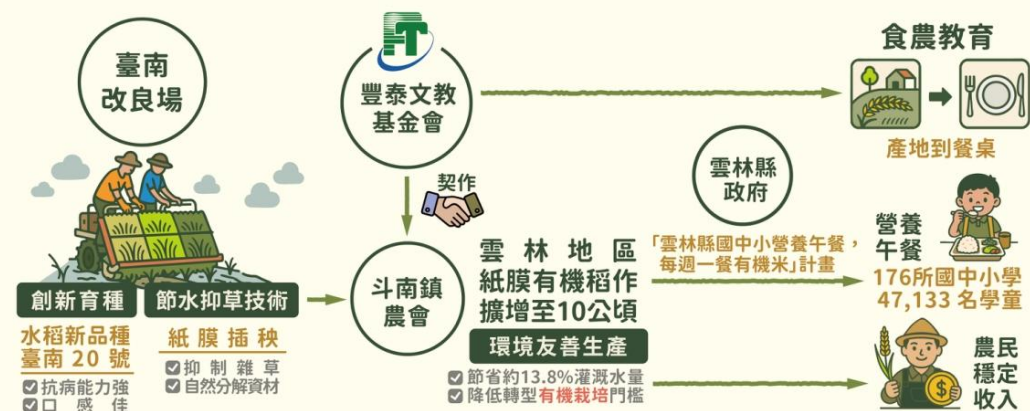 臺南
改良場
創新育種
節水抑草技術
水稻新品種
臺南20號
抗病能力強
口感佳
紙膜插秧
抑制雜草
自然分解資材
FT
豐泰文教
基金會
契作
斗南鎮
農會
雲林地區
紙膜有機稻作
擴增至10公頃
環境友善生產
節省約13.8%灌溉水量
降低轉型有機栽培門檻
雲林縣
政府
「雲林縣國中小營養午餐，
每週一餐有機米」計畫
食農教育
產地到餐桌
營養
午餐
176所國中小學
47,133名學童
農民
穩定
收入